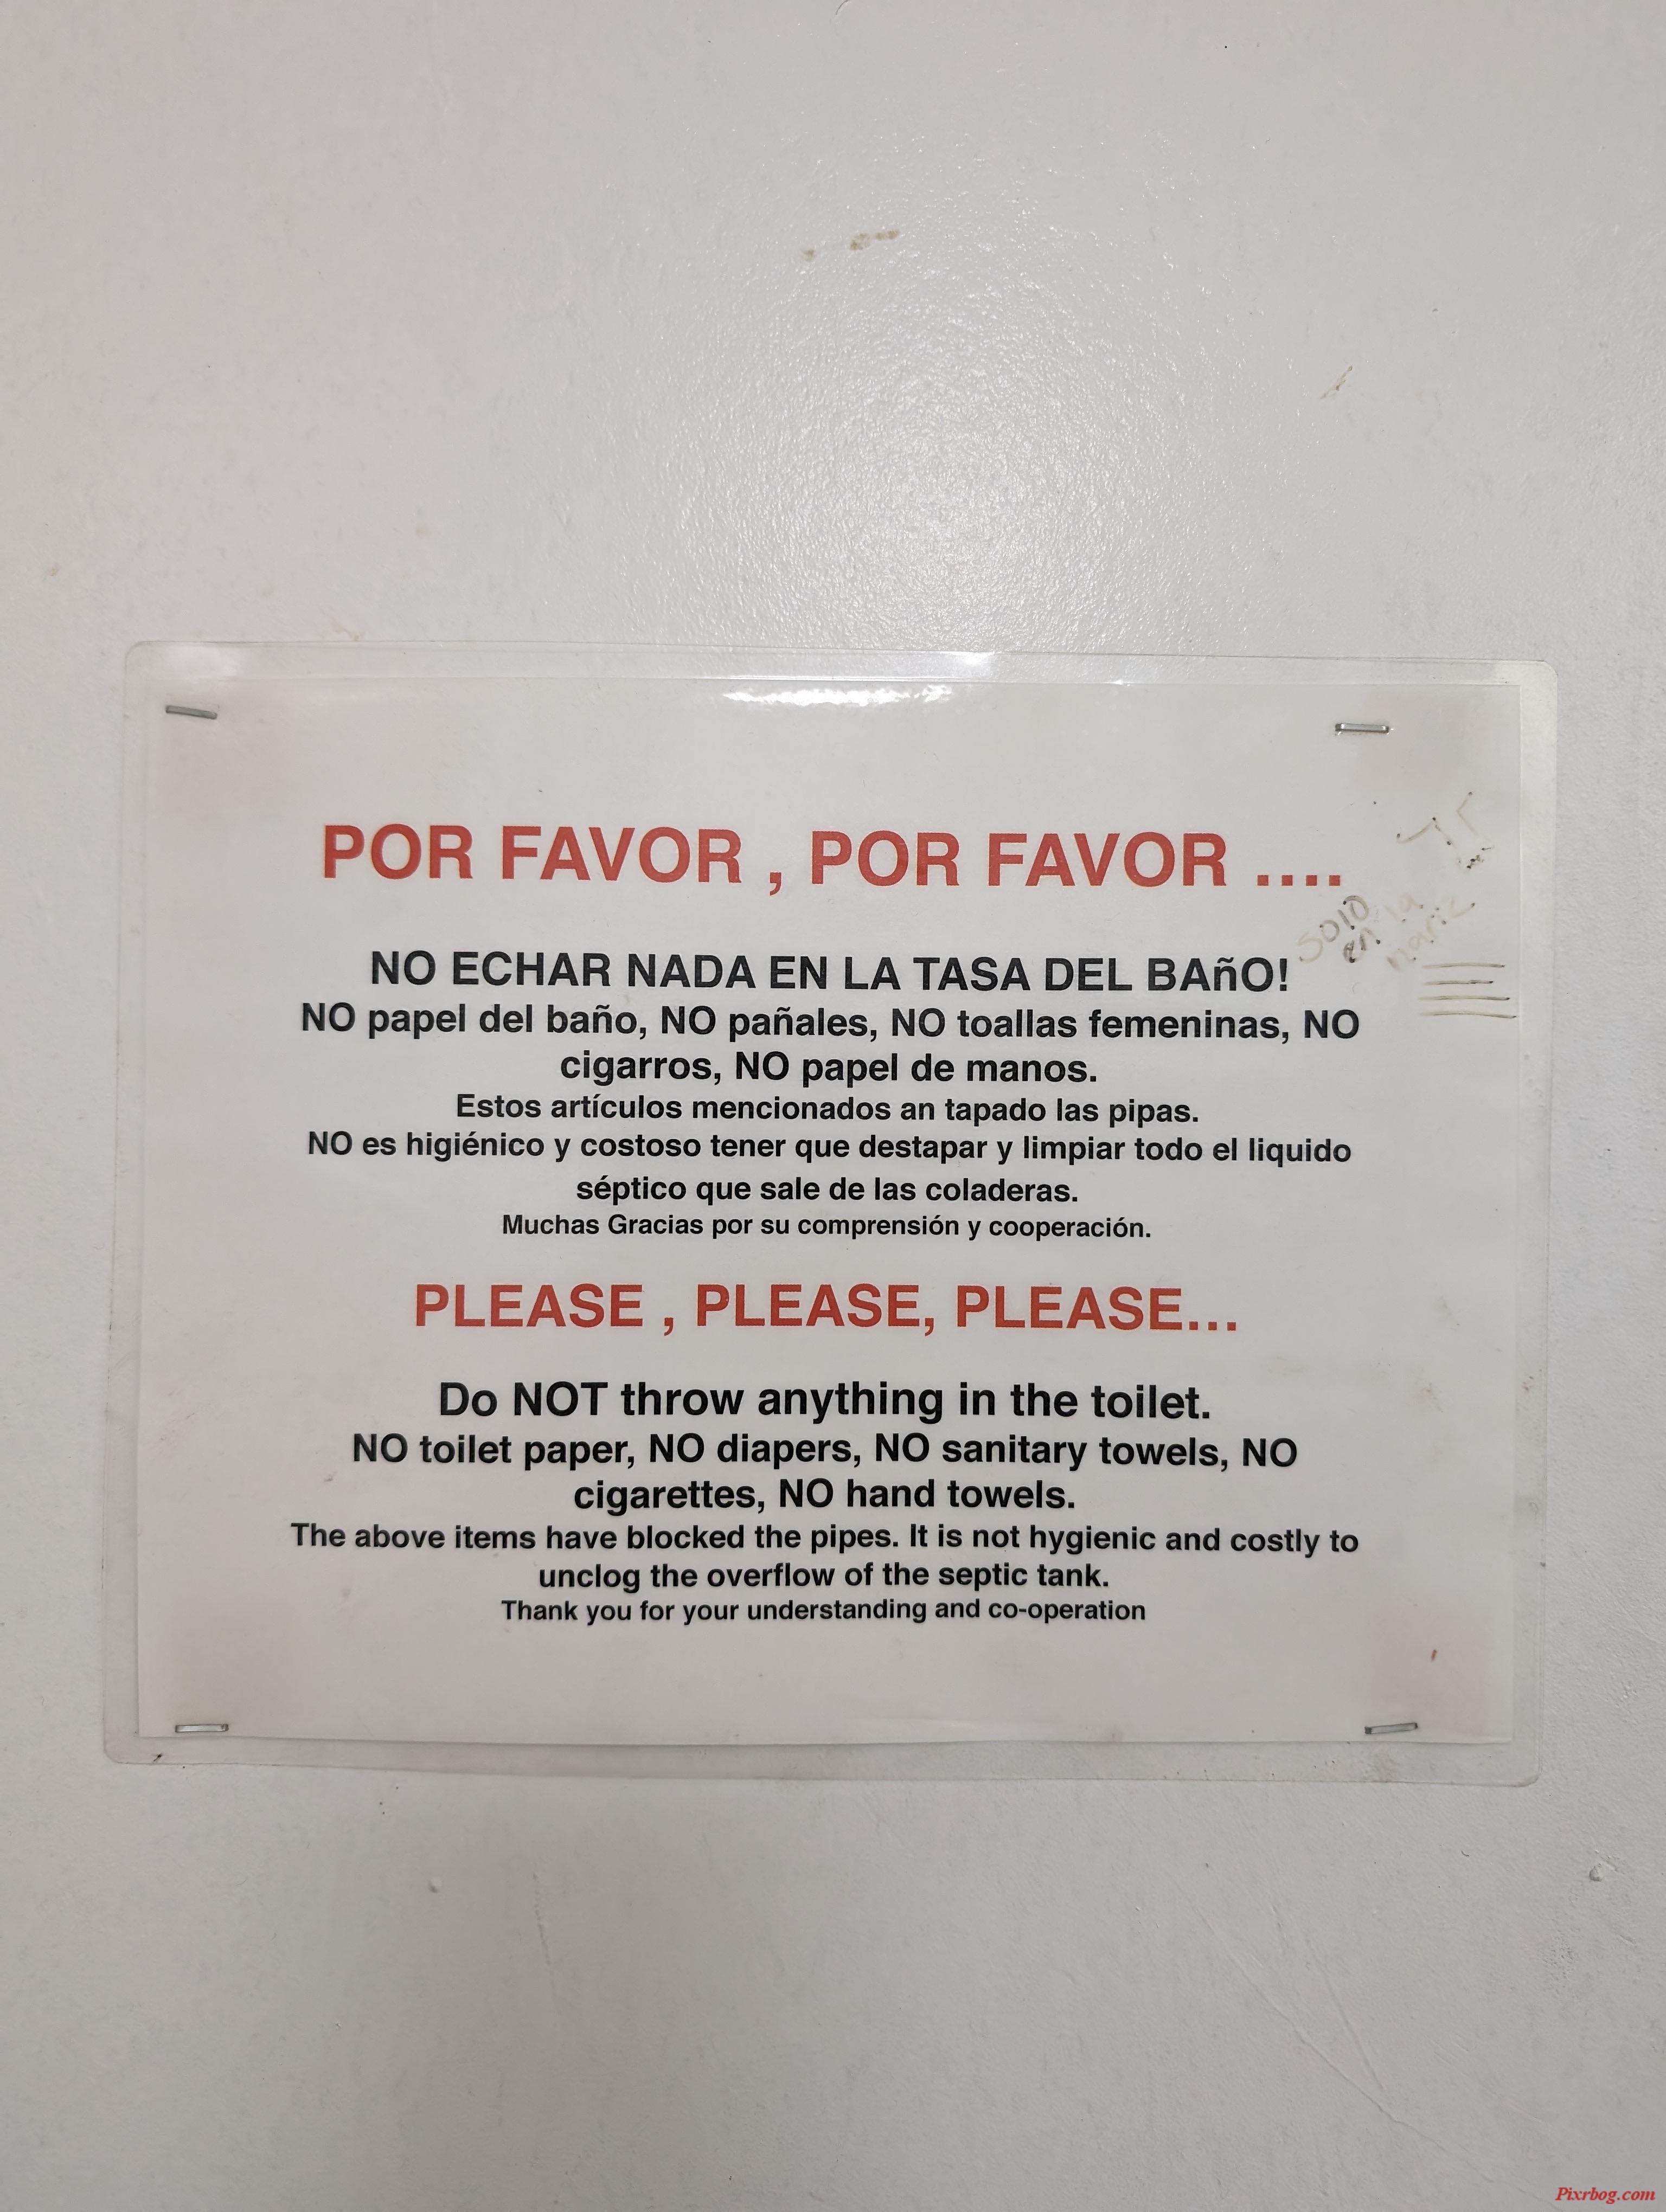 POR FAVOR , POR FAVOR ....
solo
en la
nariz
NO ECHAR NADA EN LA TASA DEL BAñO!
NO papel del baño, NO pañales, NO toallas femeninas, NO
cigarros, NO papel de manos.
Estos artículos mencionados an tapado las pipas.
NO es higiénico y costoso tener que destapar y limpiar todo el liquido
séptico que sale de las coladeras.
Muchas Gracias por su comprensión y cooperación.
PLEASE , PLEASE, PLEASE...
Do NOT throw anything in the toilet.
NO toilet paper, NO diapers, NO sanitary towels, NO
cigarettes, NO hand towels.
The above items have blocked the pipes. It is not hygienic and costly to
unclog the overflow of the septic tank.
Thank you for your understanding and co-operation
Pixrbog.com